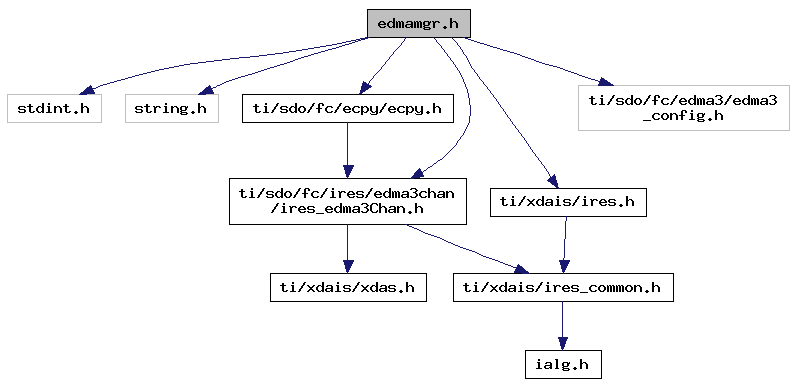 edmamgr.h
stdint.h
string.h
ti/sdo/fc/ecpy/ecpy.h
ti/sdo/fc/edma3/edma3
_config.h
ti/sdo/fc/ires/edma3chan
/ires_edma3Chan.h
ti/xdais/ires.h
ti/xdais/xdas.h
ti/xdais/ires_common.h
ialg.h